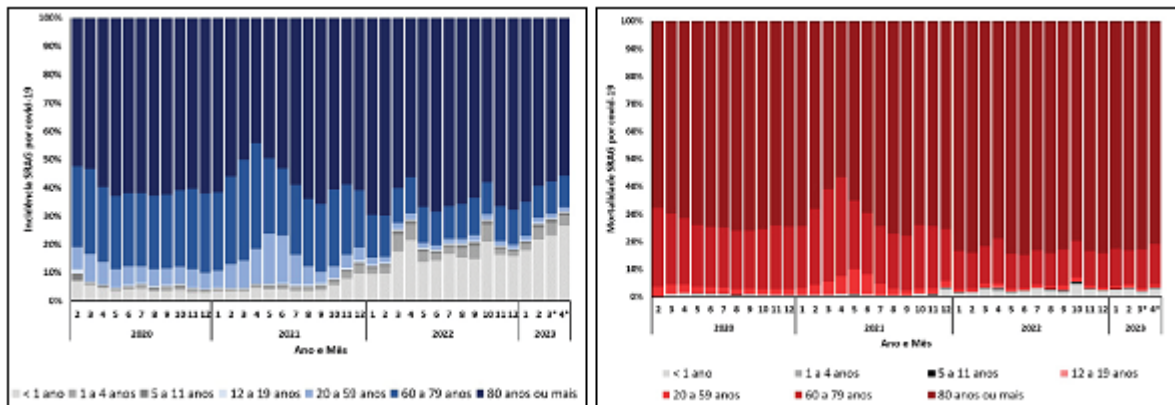 Incidência SRAG por covid-19
100%
90%
80%
70%
60%
50%
40%
30%
20%
10%
0%
2 3 4 5 6 7 8 9 10 11 12 1 2 3 4 5 6 7 8 9 10 11 12 1 2 3 4 5 6 7 8 9 10 11 12 1 2 3* 4*
2020 2021 2022 2023
Ano e Mês
< 1 ano 1 a 4 anos 5 a 11 anos 12 a 19 anos 20 a 59 anos 60 a 79 anos 80 anos ou mais
Mortalidade SRAG por covid-19
100%
90%
80%
70%
60%
50%
40%
30%
20%
10%
0%
2 3 4 5 6 7 8 9 10 11 12 1 2 3 4 5 6 7 8 9 10 11 12 1 2 3 4 5 6 7 8 9 10 11 12 1 2 3* 4*
2020 2021 2022 2023
Ano e Mês
< 1 ano 1 a 4 anos 5 a 11 anos 12 a 19 anos
20 a 59 anos 60 a 79 anos 80 anos ou mais